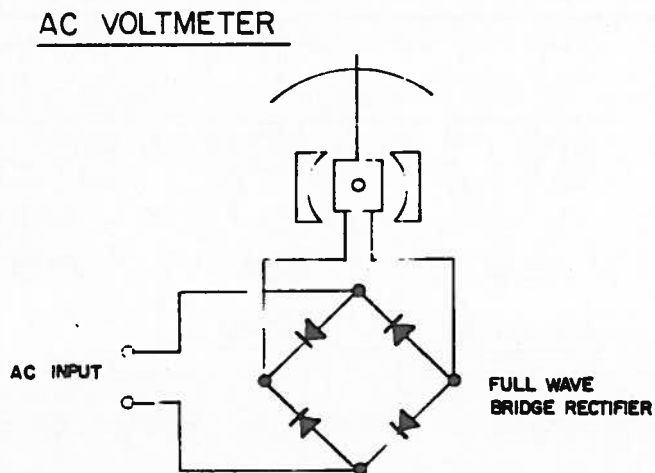 AC VOLTMETER
AC INPUT
FULL WAVE
BRIDGE RECTIFIER